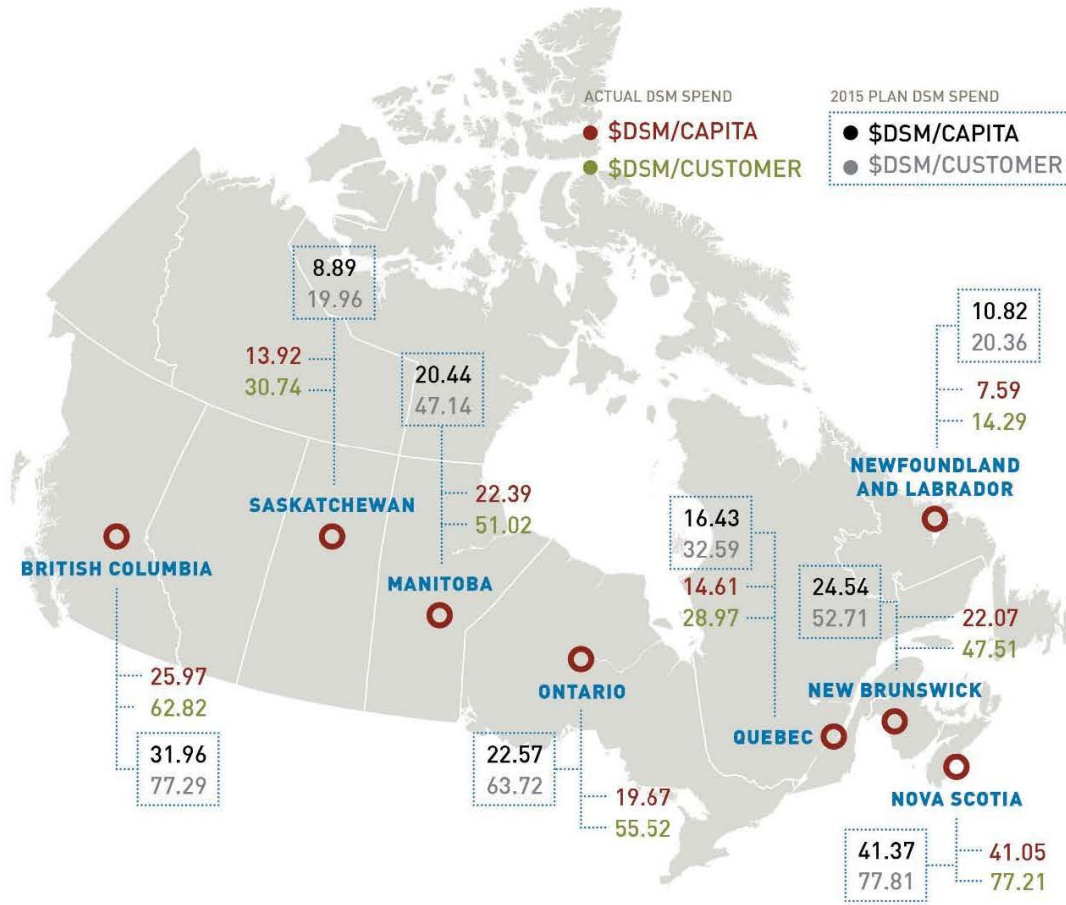 ACTUAL DSM SPEND
$DSM/CAPITA
$DSM/CUSTOMER
2015 PLAN DSM SPEND
$DSM/CAPITA
$DSM/CUSTOMER
8.89
19.96
13.92
30.74
SASKATCHEWAN
20.44
47.14
22.39
51.02
MANITOBA
10.82
20.36
7.59
14.29
NEWFOUNDLAND
AND LABRADOR
BRITISH COLUMBIA
25.97
62.82
31.96
77.29
ONTARIO
22.57
63.72
19.67
55.52
16.43
32.59
14.61
28.97
QUEBEC
24.54
52.71
22.07
47.51
NEW BRUNSWICK
NOVA SCOTIA
41.37
77.81
41.05
77.21